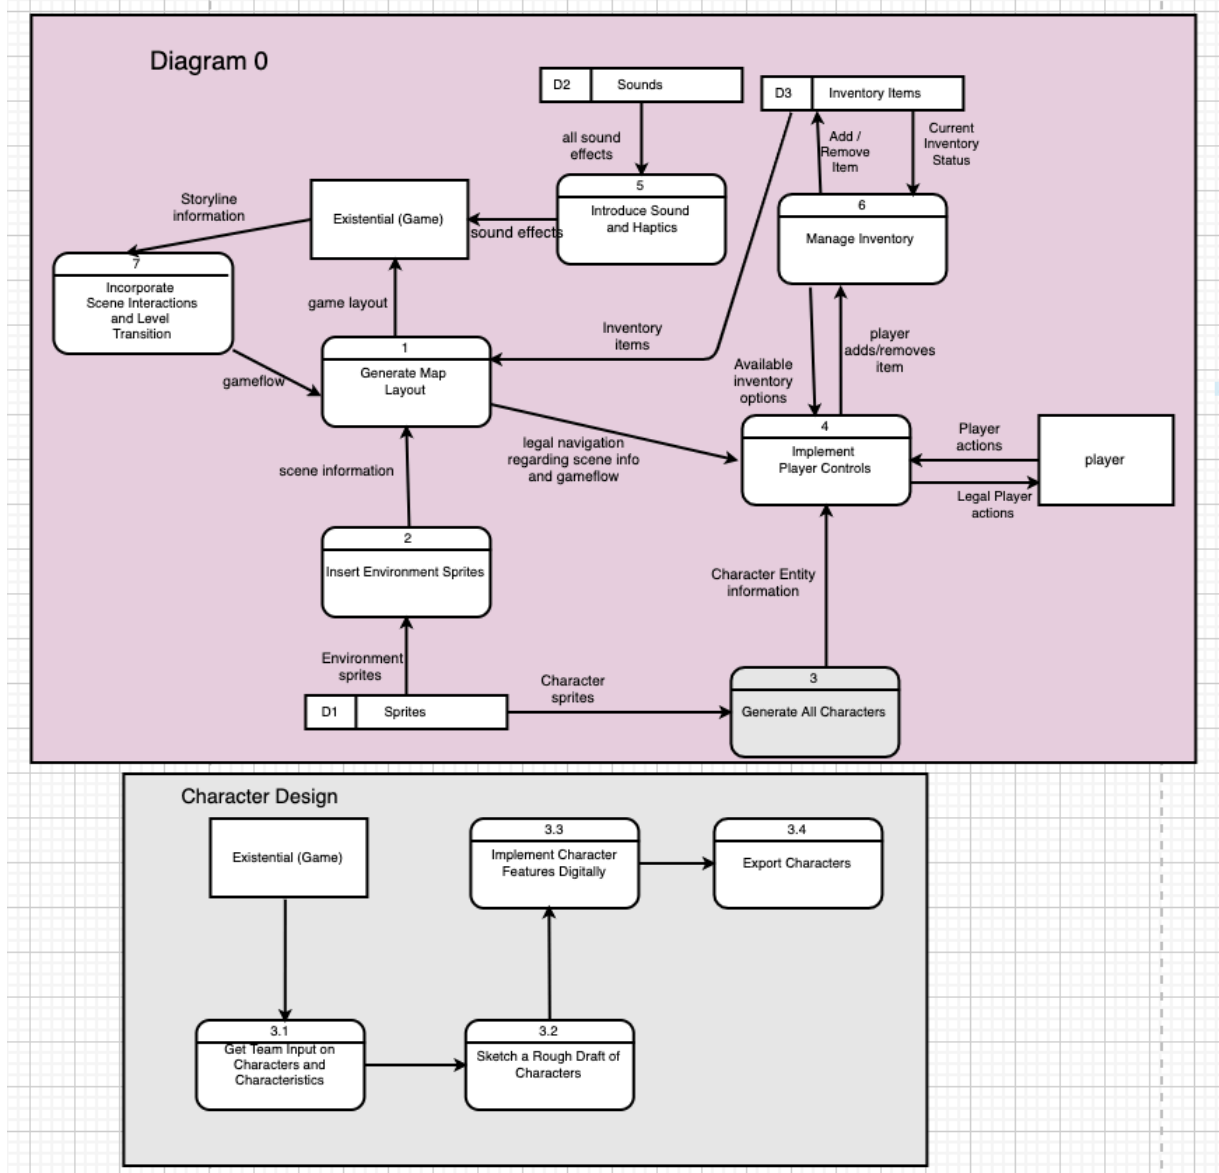 Diagram 0
D2
Sounds
D3
Inventory Items
all sound
effects
Add /
Remove
Item
Current
Inventory
Status
5
Introduce Sound
and Haptics
6
Manage Inventory
Storyline
information
Existential (Game)
sound effects
7
Incorporate
Scene Interactions
and Level
Transition
game layout
gameflow
1
Generate Map
Layout
Inventory
items
Available
inventory
options
player
adds/removes
item
legal navigation
regarding scene info
and gameflow
4
Implement
Player Controls
Player
actions
player
Legal Player
actions
scene information
2
Insert Environment Sprites
Character Entity
information
Environment
sprites
D1
Sprites
Character
sprites
3
Generate All Characters
Character Design
Existential (Game)
3.3
Implement Character
Features Digitally
3.4
Export Characters
3.1
Get Team Input on
Characters and
Characteristics
3.2
Sketch a Rough Draft of
Characters